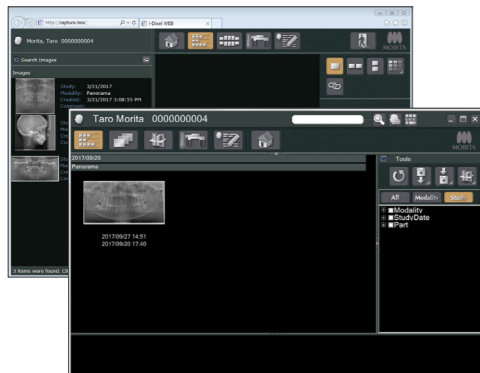 http://capture-box/
i-Dixel WEB
Morita, Taro 0000000004
MORITA
Search Images
Images
Study: 3/21/2017
Modality: Panorama
Created: 3/21/2017 3:08:55 PM
Comment:
3 items were found.
Taro Morita 0000000004
MORITA
2017/09/20
Panorama
2017/09/27 14:51
2017/09/20 17:40
Tools
All Modality Study
Modality
StudyDate
Part